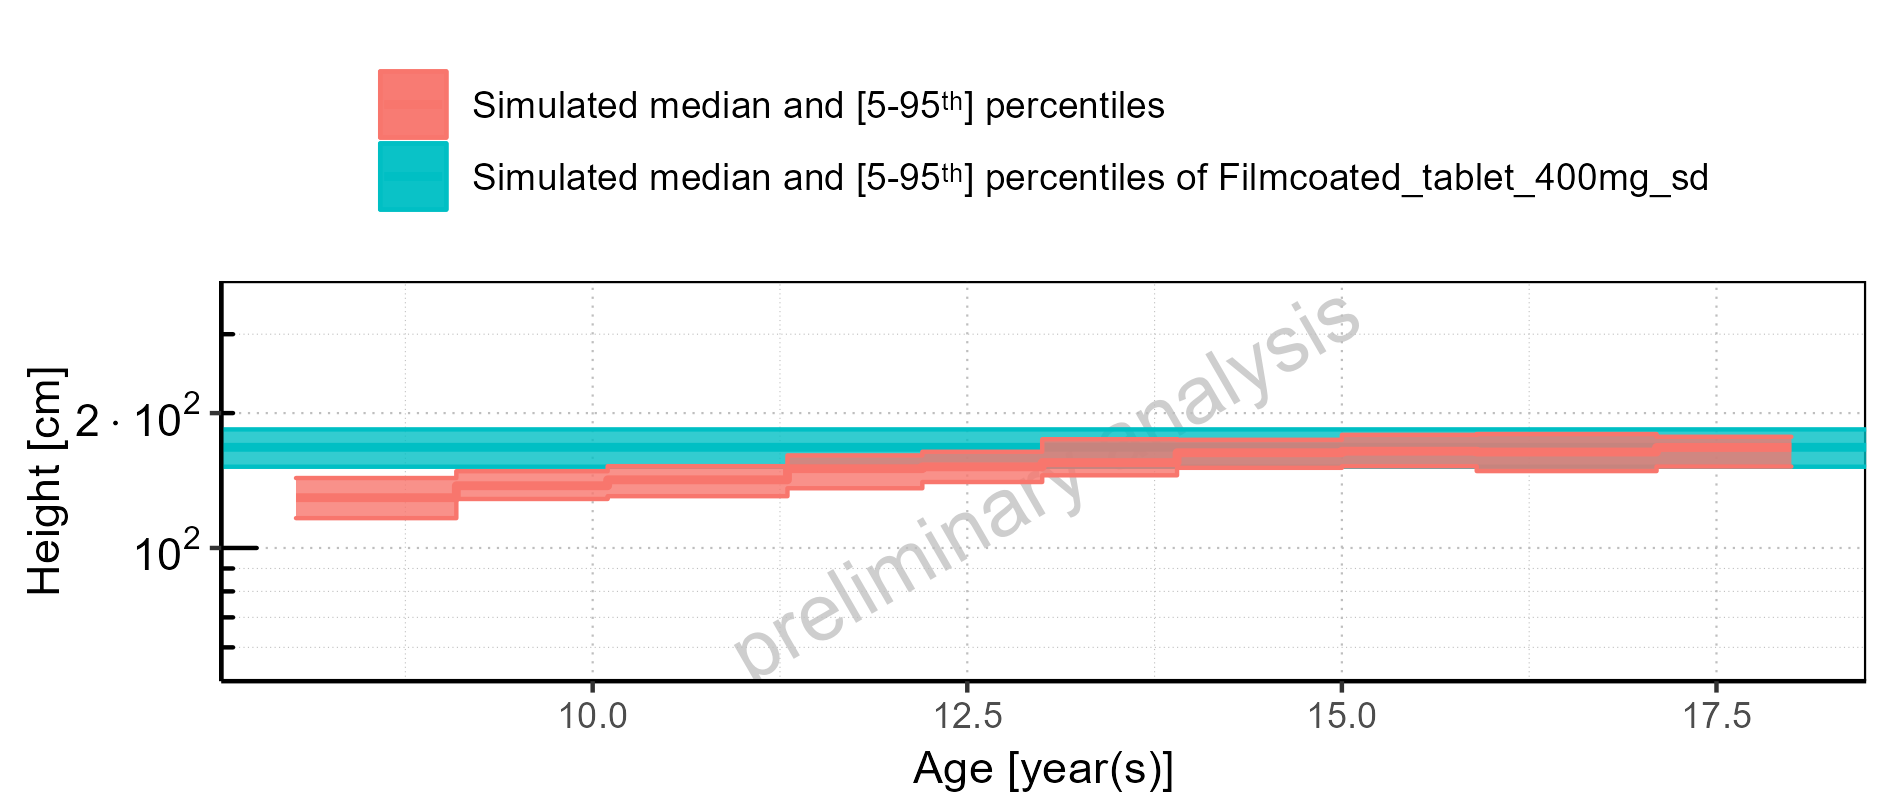 Simulated median and [5-95ᵗʰ] percentiles
Simulated median and [5-95ᵗʰ] percentiles of Filmcoated_tablet_400mg_sd
Height [cm]
2 · 10²
10²
preliminary analysis
10.0 12.5 15.0 17.5
Age [year(s)]